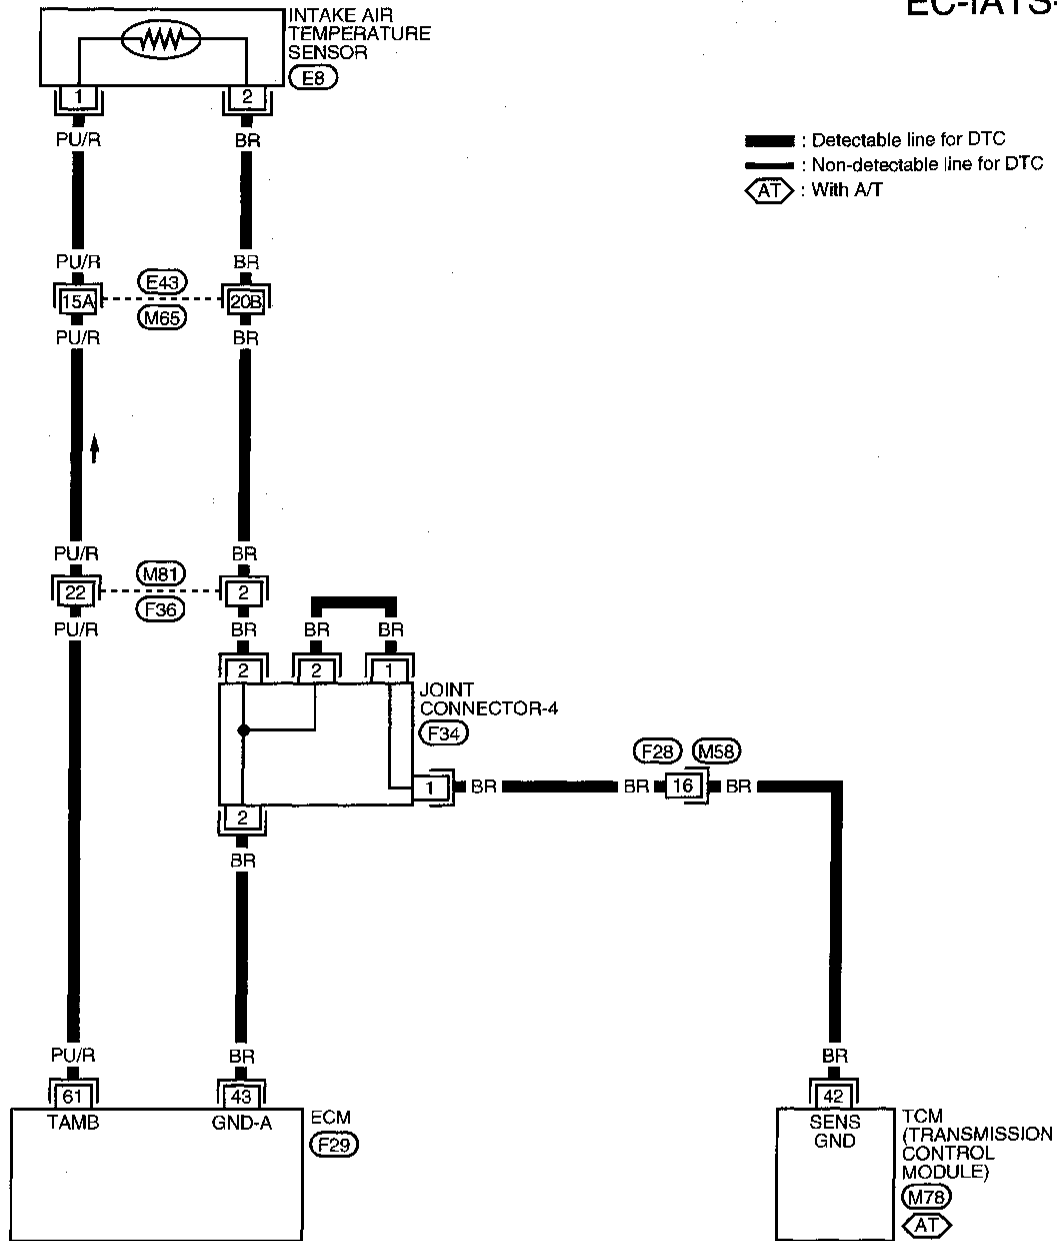 EC-IATS-
INTAKE AIR
TEMPERATURE
SENSOR
E8
1 2
PU/R BR
: Detectable line for DTC
: Non-detectable line for DTC
AT : With A/T
PU/R BR
E43
15A 20B
M65
PU/R BR
PU/R BR
M81
22 2
F36
PU/R BR BR BR
2 2 1
JOINT
CONNECTOR-4
F34
F28 M58
1 BR BR 16 BR
2
BR
PU/R BR BR
61 43 42
TAMB GND-A
ECM
F29
SENS
GND
TCM
(TRANSMISSION
CONTROL
MODULE)
M78
AT